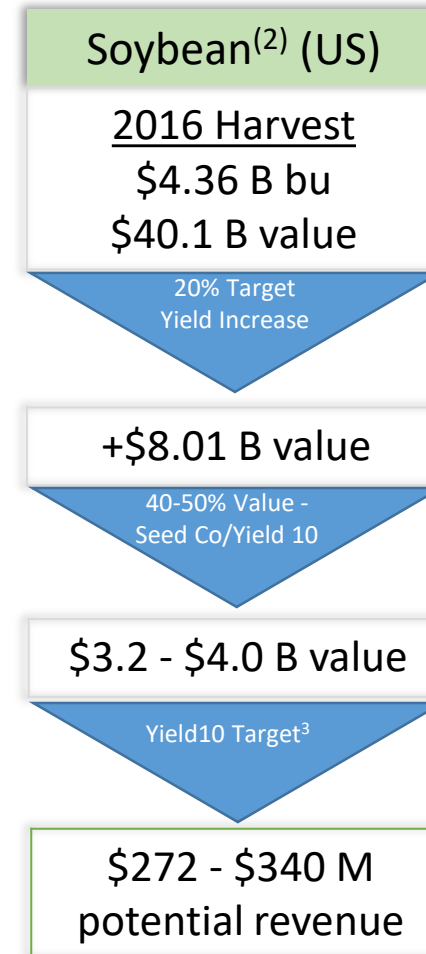 Soybean(2) (US)
2016 Harvest
$4.36 B bu
$40.1 B value
20% Target
Yield Increase
+$8.01 B value
40-50% Value -
Seed Co/Yield 10
$3.2 - $4.0 B value
Yield10 Target3
$272 - $340 M
potential revenue